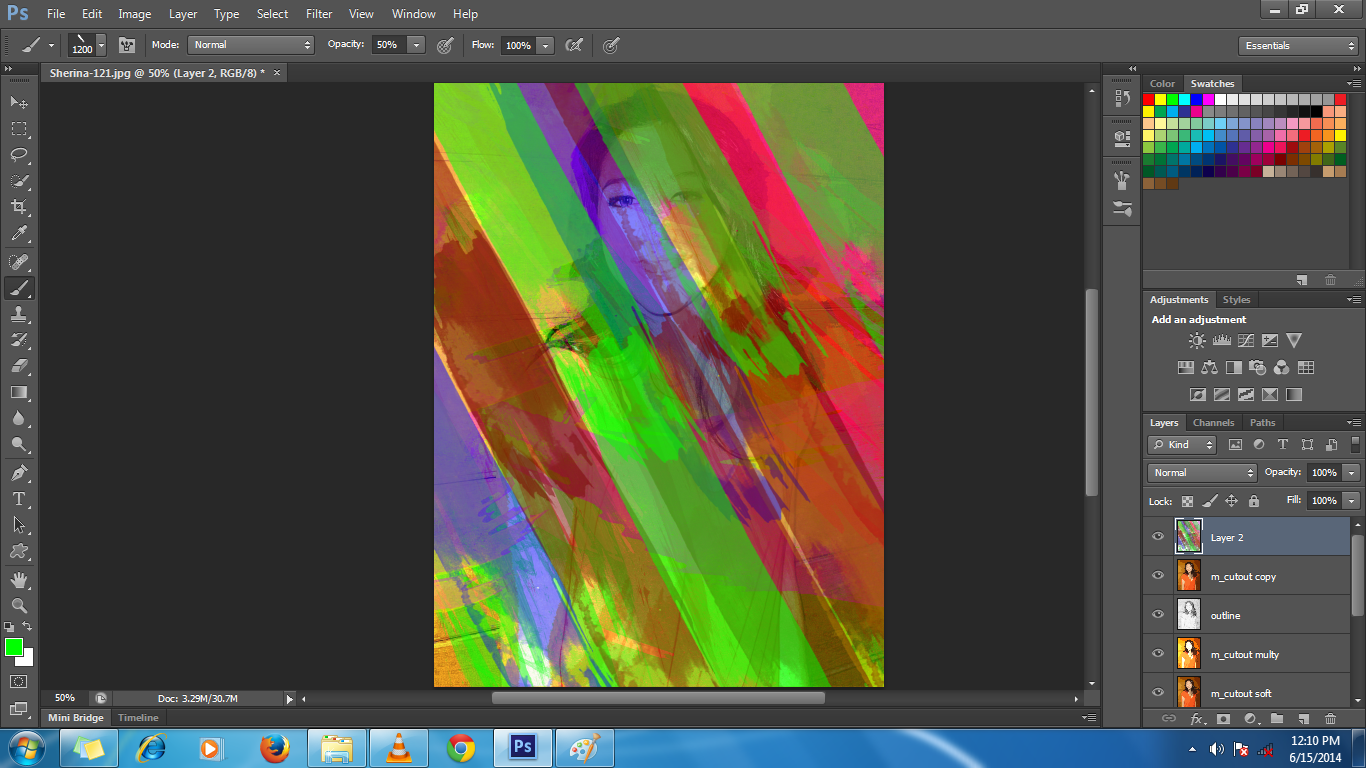 Ps File Edit Image Layer Type Select Filter View Window Help
1200 Mode: Normal Opacity: 50% Flow: 100% Essentials
Sherina-121.jpg @ 50% (Layer 2, RGB/8) * ×
Color Swatches
Adjustments Styles
Add an adjustment
Layers Channels Paths
Kind
Normal Opacity: 100%
Lock: Fill: 100%
Layer 2
m_cutout copy
outline
m_cutout multy
m_cutout soft
50% Doc: 3.29M/30.7M
Mini Bridge Timeline
fx
Ps
12:10 PM
6/15/2014